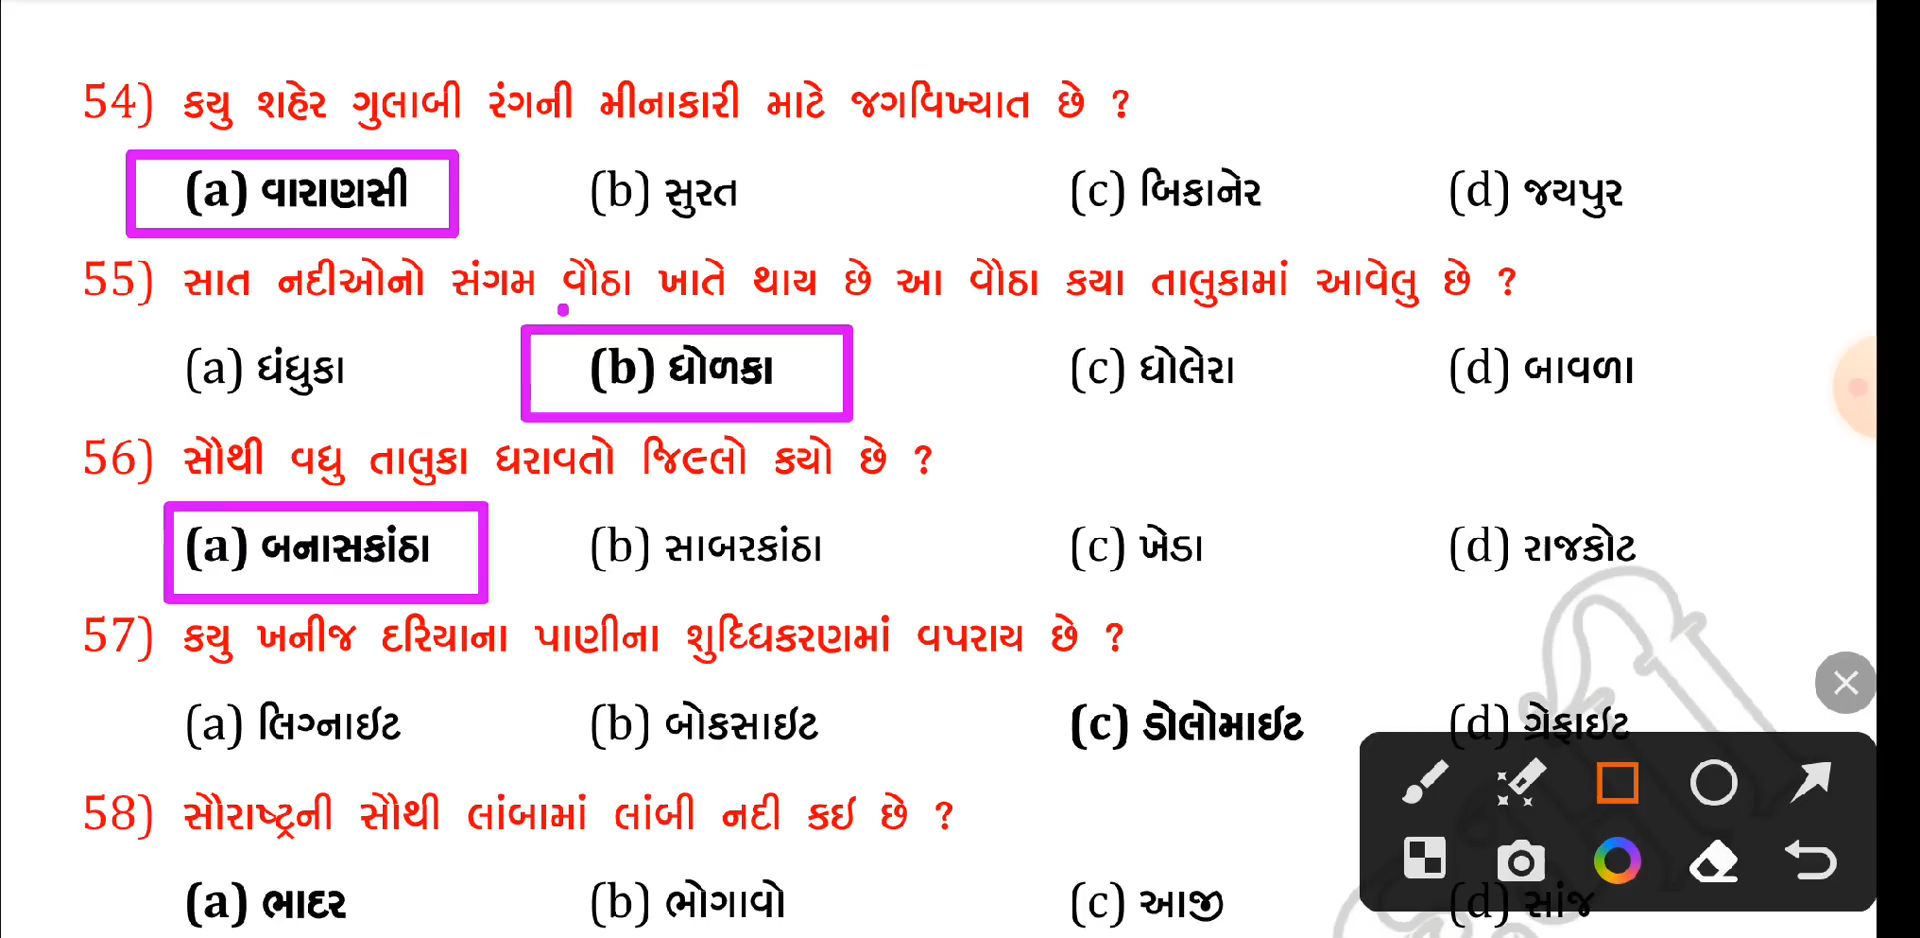 54) કયુ શહેર ગુલાબી રંગની મીનાકારી માટે જગવિખ્યાત છે ?
(a) વારાણસી (b) સુરત (c) બિકાનેર (d) જયપુર
55) સાત નદીઓનો સંગમ વૌઠા ખાતે થાય છે આ વૌઠા કયા તાલુકામાં આવેલુ છે ?
(a) ધંધુકા (b) ધોળકા (c) ધોલેરા (d) બાવળા
56) સૌથી વધુ તાલુકા ધરાવતો જિલ્લો કયો છે ?
(a) બનાસકાંઠા (b) સાબરકાંઠા (c) ખેડા (d) રાજકોટ
57) કયુ ખનીજ દરિયાના પાણીના શુધ્ધિકરણમાં વપરાય છે ?
(a) લિગ્નાઈટ (b) બોકસાઇટ (c) ડોલોમાઈટ (d) ગ્રેફાઈટ
58) સૌરાષ્ટ્રની સૌથી લાંબામાં લાંબી નદી કઇ છે ?
(a) ભાદર (b) ભોગાવો (c) આજી (d) સાંજ